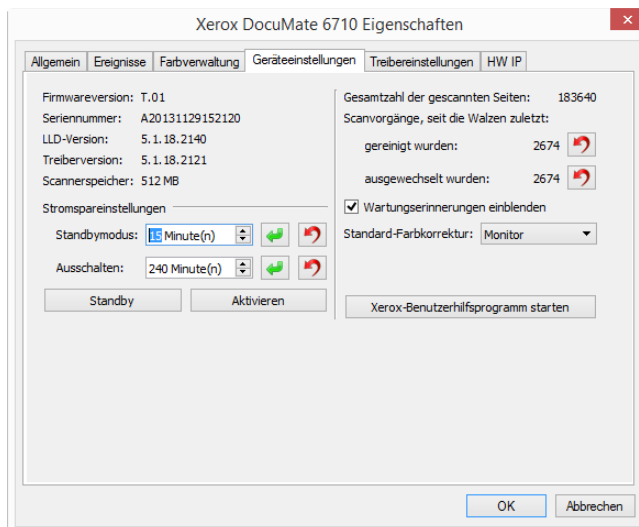 Xerox DocuMate 6710 Eigenschaften
Allgemein Ereignisse Farbverwaltung Geräteeinstellungen Treibereinstellungen HW IP
Firmwareversion: T.01
Seriennummer: A20131129152120
LLD-Version: 5.1.18.2140
Treiberversion: 5.1.18.2121
Scannerspeicher: 512 MB
Stromspareinstellungen
Standbymodus: 15 Minute(n)
Ausschalten: 240 Minute(n)
Standby Aktivieren
Gesamtzahl der gescannten Seiten: 183640
Scanvorgänge, seit die Walzen zuletzt:
gereinigt wurden: 2674
ausgewechselt wurden: 2674
Wartungserinnerungen einblenden
Standard-Farbkorrektur: Monitor
Xerox-Benutzerhilfsprogramm starten
OK Abbrechen